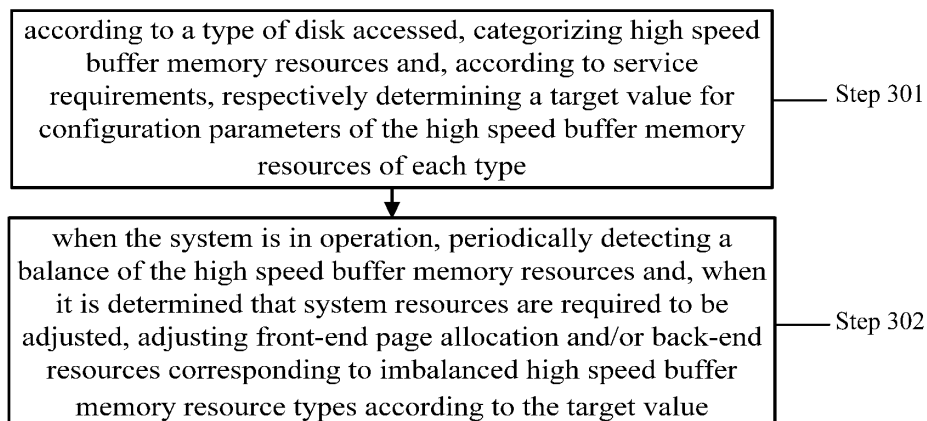 according to a type of disk accessed, categorizing high speed
buffer memory resources and, according to service
requirements, respectively determining a target value for
configuration parameters of the high speed buffer memory
resources of each type
Step 301
when the system is in operation, periodically detecting a
balance of the high speed buffer memory resources and, when
it is determined that system resources are required to be
adjusted, adjusting front-end page allocation and/or back-end
resources corresponding to imbalanced high speed buffer
memory resource types according to the target value
Step 302